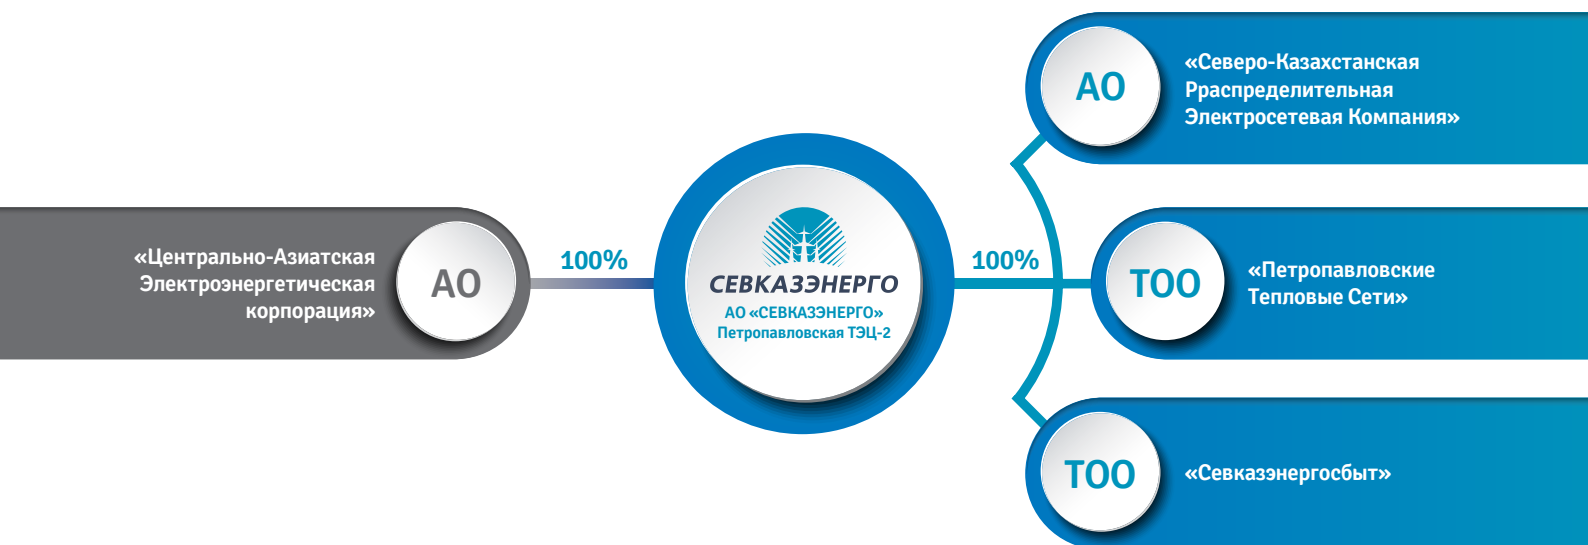 «Центрально-Азиатская
Электроэнергетическая
корпорация»
АО
100%
СЕВКАЗЭНЕРГО
АО «СЕВКАЗЭНЕРГО»
Петропавловская ТЭЦ-2
100%
АО
«Северо-Казахстанская
Рраспределительная
Электросетевая Компания»
ТОО
«Петропавловские
Тепловые Сети»
ТОО
«Севказэнергосбыт»